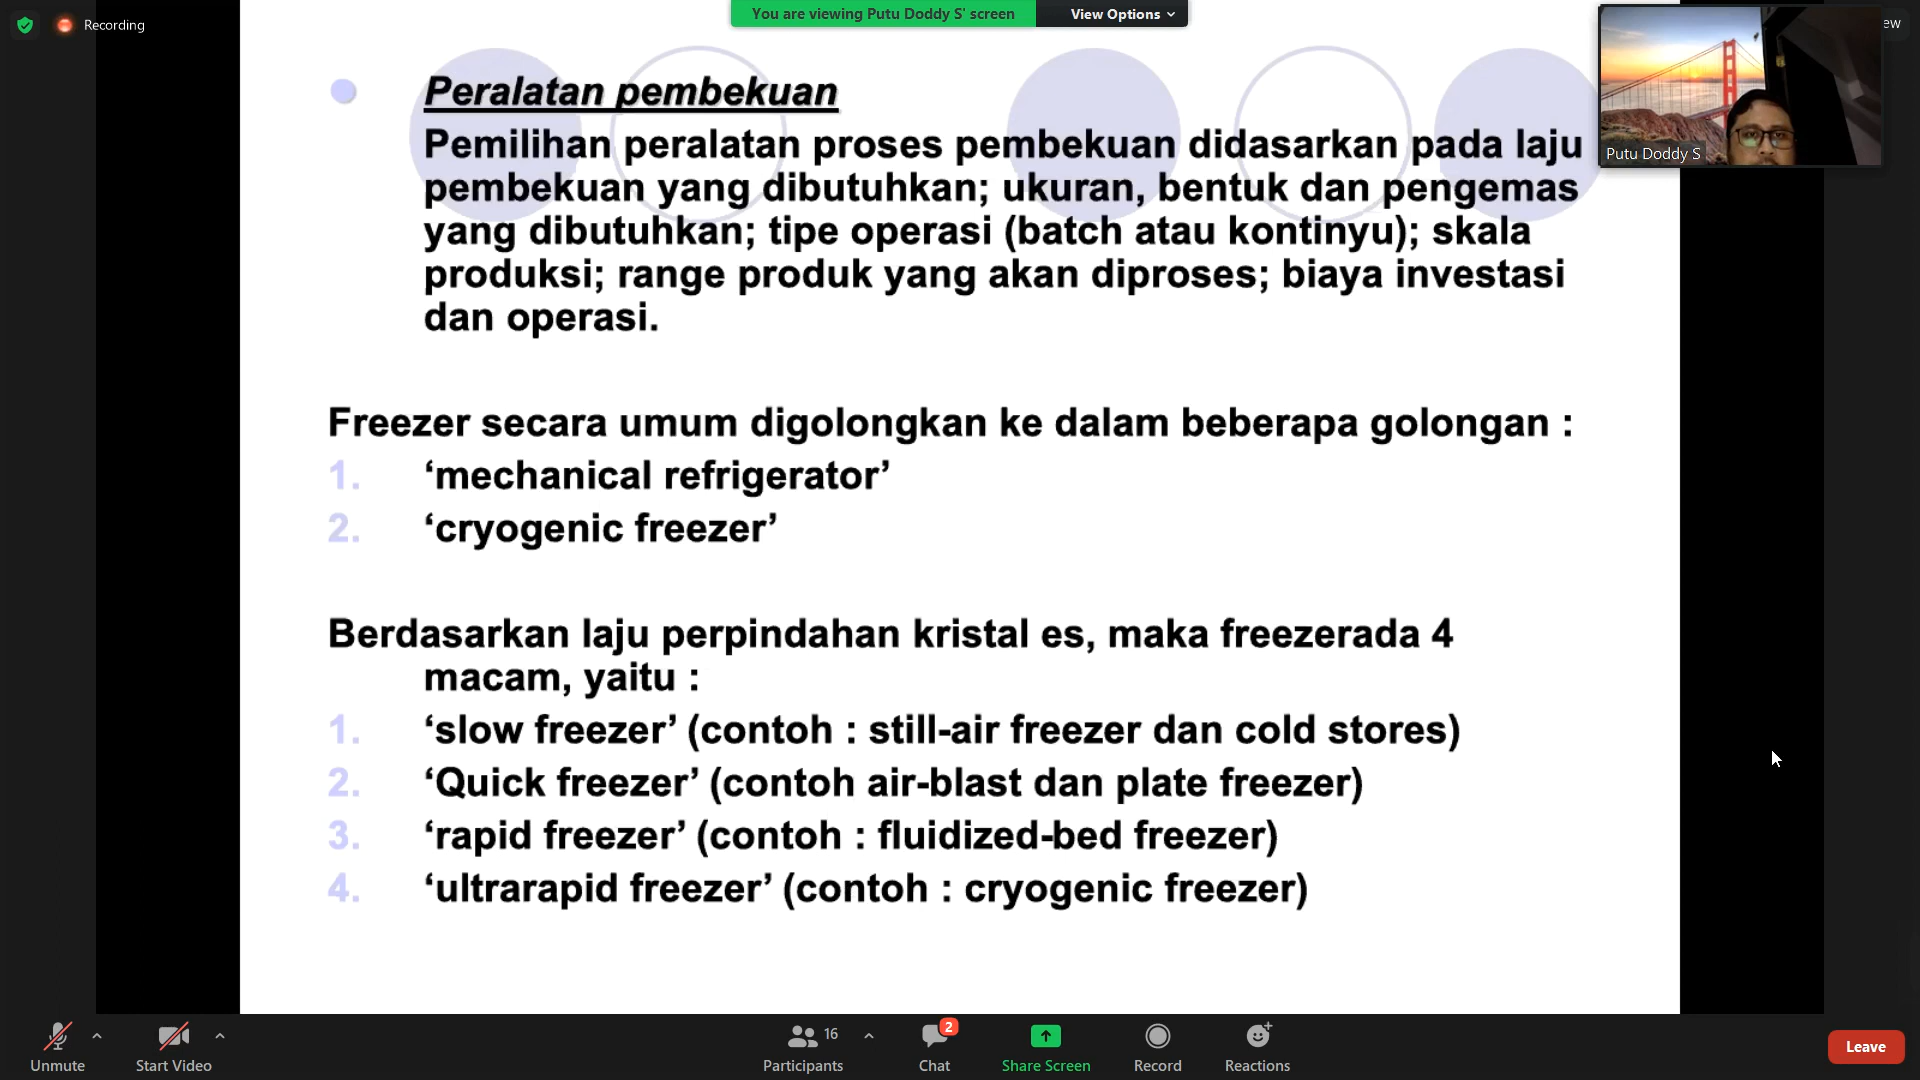 Recording
You are viewing Putu Doddy S' screen
View Options
ew
Putu Doddy S
Peralatan pembekuan
Pemilihan peralatan proses pembekuan didasarkan pada laju
pembekuan yang dibutuhkan; ukuran, bentuk dan pengemas
yang dibutuhkan; tipe operasi (batch atau kontinyu); skala
produksi; range produk yang akan diproses; biaya investasi
dan operasi.
Freezer secara umum digolongkan ke dalam beberapa golongan :
1. ‘mechanical refrigerator’
2. ‘cryogenic freezer’
Berdasarkan laju perpindahan kristal es, maka freezerada 4
macam, yaitu :
1. ‘slow freezer’ (contoh : still-air freezer dan cold stores)
2. ‘Quick freezer’ (contoh air-blast dan plate freezer)
3. ‘rapid freezer’ (contoh : fluidized-bed freezer)
4. ‘ultrarapid freezer’ (contoh : cryogenic freezer)
Unmute
Start Video
16
Participants
2
Chat
Share Screen
Record
Reactions
Leave